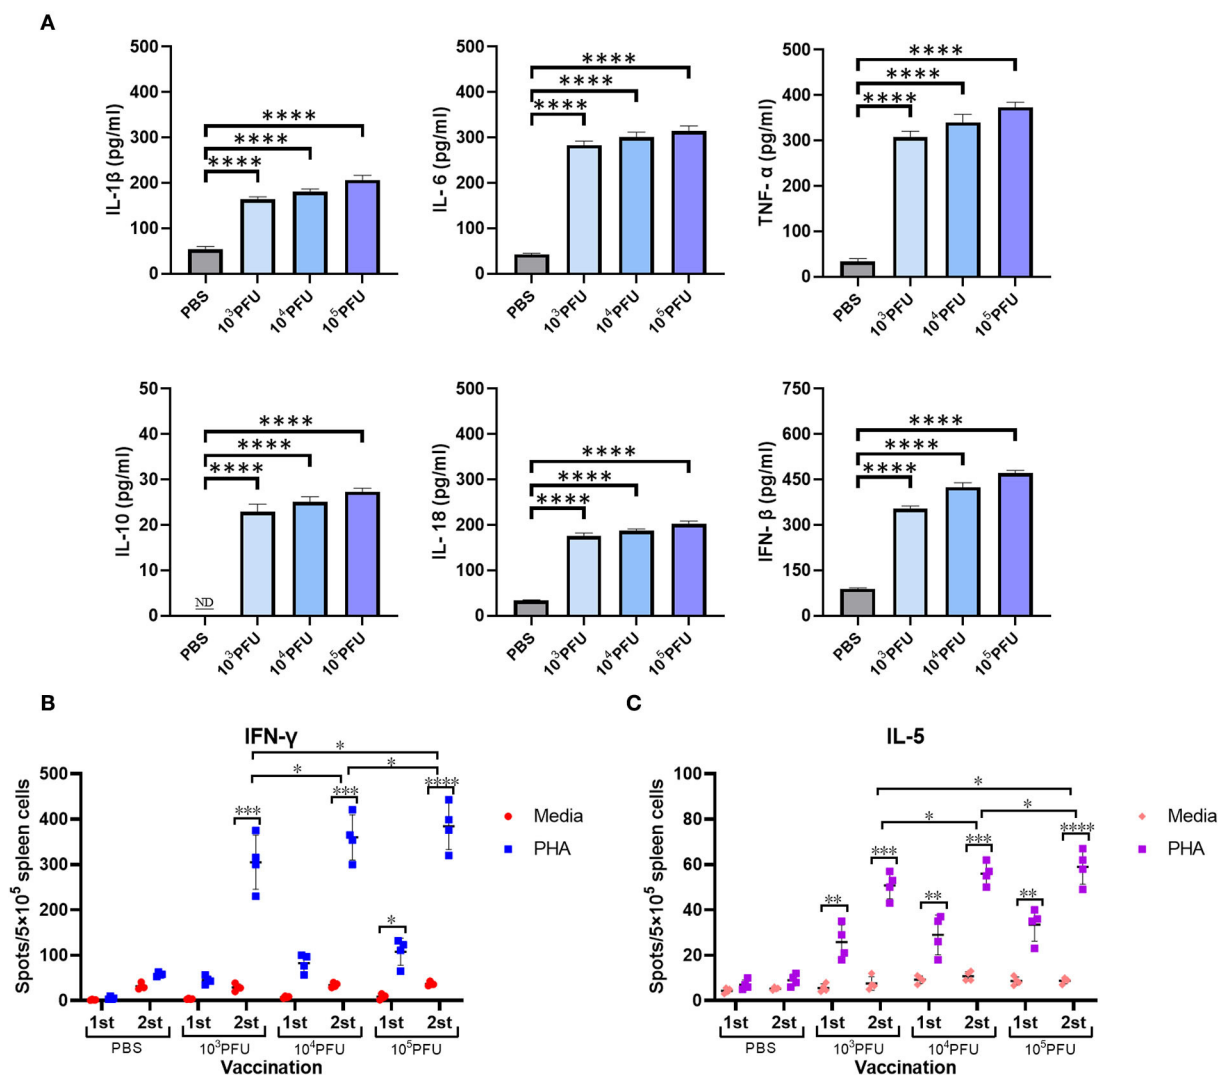 A
500
400
300
200
100
0
IL-1β (pg/ml)
****
****
****
PBS
10³PFU
10⁴PFU
10⁵PFU
500
400
300
200
100
0
IL- 6 (pg/ml)
****
****
****
PBS
10³PFU
10⁴PFU
10⁵PFU
500
400
300
200
100
0
TNF- α (pg/ml)
****
****
****
PBS
10³PFU
10⁴PFU
10⁵PFU
50
40
30
20
10
0
IL-10 (pg/ml)
****
****
****
ND
PBS
10³PFU
10⁴PFU
10⁵PFU
500
400
300
200
100
0
IL- 18 (pg/ml)
****
****
****
PBS
10³PFU
10⁴PFU
10⁵PFU
750
600
450
300
150
0
IFN- β (pg/ml)
****
****
****
PBS
10³PFU
10⁴PFU
10⁵PFU
B
IFN-γ
500
400
300
200
100
0
Spots/5×10⁵ spleen cells
*
*
*
***
***
****
*
Media
PHA
1st 2st 1st 2st 1st 2st 1st 2st
PBS 10³PFU 10⁴PFU 10⁵PFU
Vaccination
C
IL-5
100
80
60
40
20
0
Spots/5×10⁵ spleen cells
*
*
*
**
***
**
***
**
****
Media
PHA
1st 2st 1st 2st 1st 2st 1st 2st
PBS 10³PFU 10⁴PFU 10⁵PFU
Vaccination